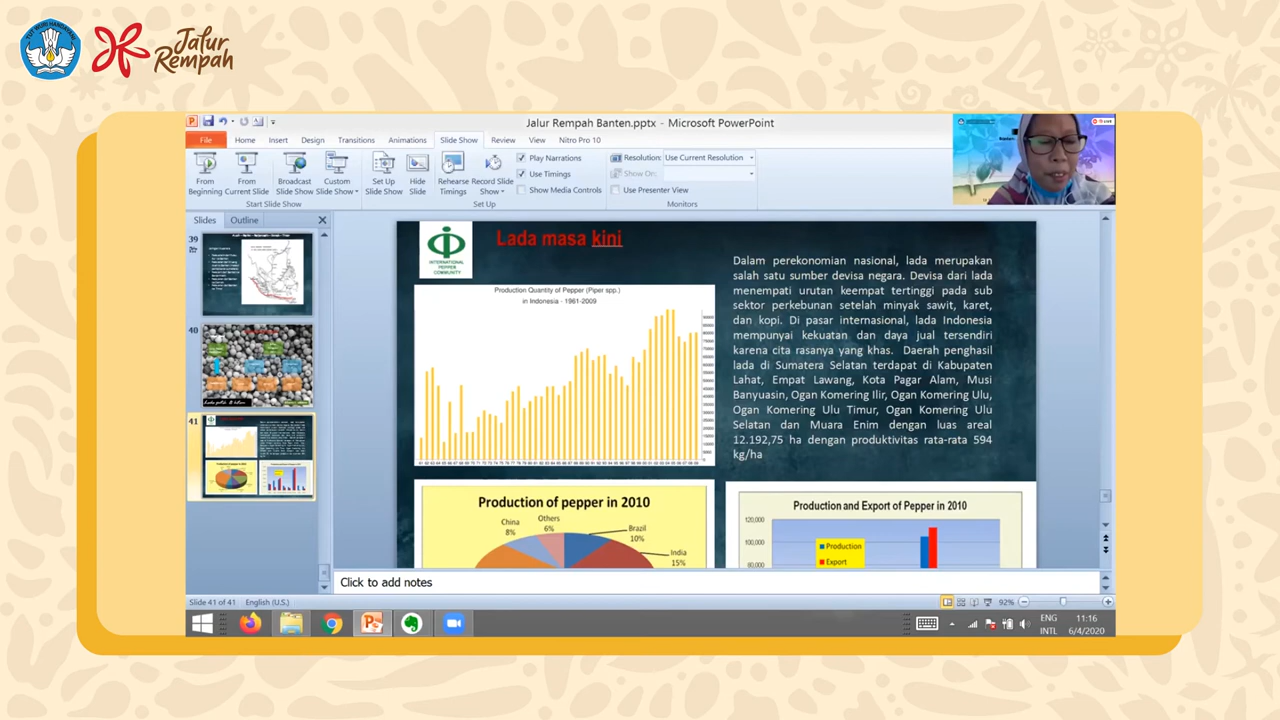 TUT WURI HANDAYANI
Jalur
Rempah
Jalur Rempah Banten.pptx - Microsoft PowerPoint
File Home Insert Design Transitions Animations Slide Show Review View Nitro Pro 10
From Beginning
From Current Slide
Broadcast Slide Show
Custom Slide Show
Set Up Slide Show
Hide Slide
Rehearse Timings
Record Slide Show
Play Narrations
Use Timings
Show Media Controls
Resolution: Use Current Resolution
Show On:
Use Presenter View
Start Slide Show
Set Up
Monitors
LIVE
Slides Outline
39
40
41
INTERNATIONAL
PEPPER
COMMUNITY
Lada masa kini
Production Quantity of Pepper (Piper spp.)
in Indonesia - 1961-2009
Dalam perekonomian nasional, lada merupakan
salah satu sumber devisa negara. Devisa dari lada
menempati urutan keempat tertinggi pada sub
sektor perkebunan setelah minyak sawit, karet,
dan kopi. Di pasar internasional, lada Indonesia
mempunyai kekuatan dan daya jual tersendiri
karena cita rasanya yang khas. Daerah penghasil
lada di Sumatera Selatan terdapat di Kabupaten
Lahat, Empat Lawang, Kota Pagar Alam, Musi
Banyuasin, Ogan Komering Ilir, Ogan Komering Ulu,
Ogan Komering Ulu Timur, Ogan Komering Ulu
Selatan dan Muara Enim dengan luas areal
12.192,75 ha dengan produktivitas rata-rata 594
kg/ha
Production of pepper in 2010
China
8%
Others
6%
Brazil
10%
India
15%
Production and Export of Pepper in 2010
120,000
100,000
80,000
Production
Export
Click to add notes
Slide 41 of 41 English (U.S.)
92%
ENG
INTL
11:16
6/4/2020